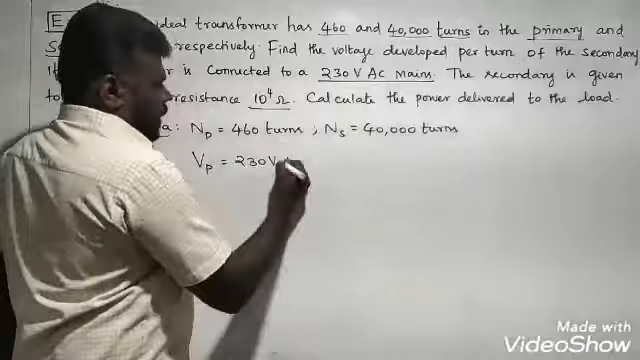 E ideal transformer has 460 and 40,000 turns in the primary and
respectively. Find the voltage developed per turn of the secondary
is connected to a 230 V AC mains. The secondary is given
to resistance 10⁴ Ω. Calculate the power delivered to the load.
: Np = 460 turns ; Ns = 40,000 turns
Vp = 230V
Made with
VideoShow